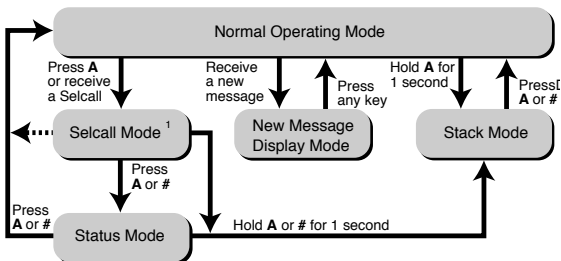 Normal Operating Mode
Press A
or receive
a Selcall
Receive
a new
message
Press
any key
Hold A for
1 second
Press
A or #
Selcall Mode 1
New Message
Display Mode
Stack Mode
Press
A or #
Press
A or #
Status Mode
Hold A or # for 1 second